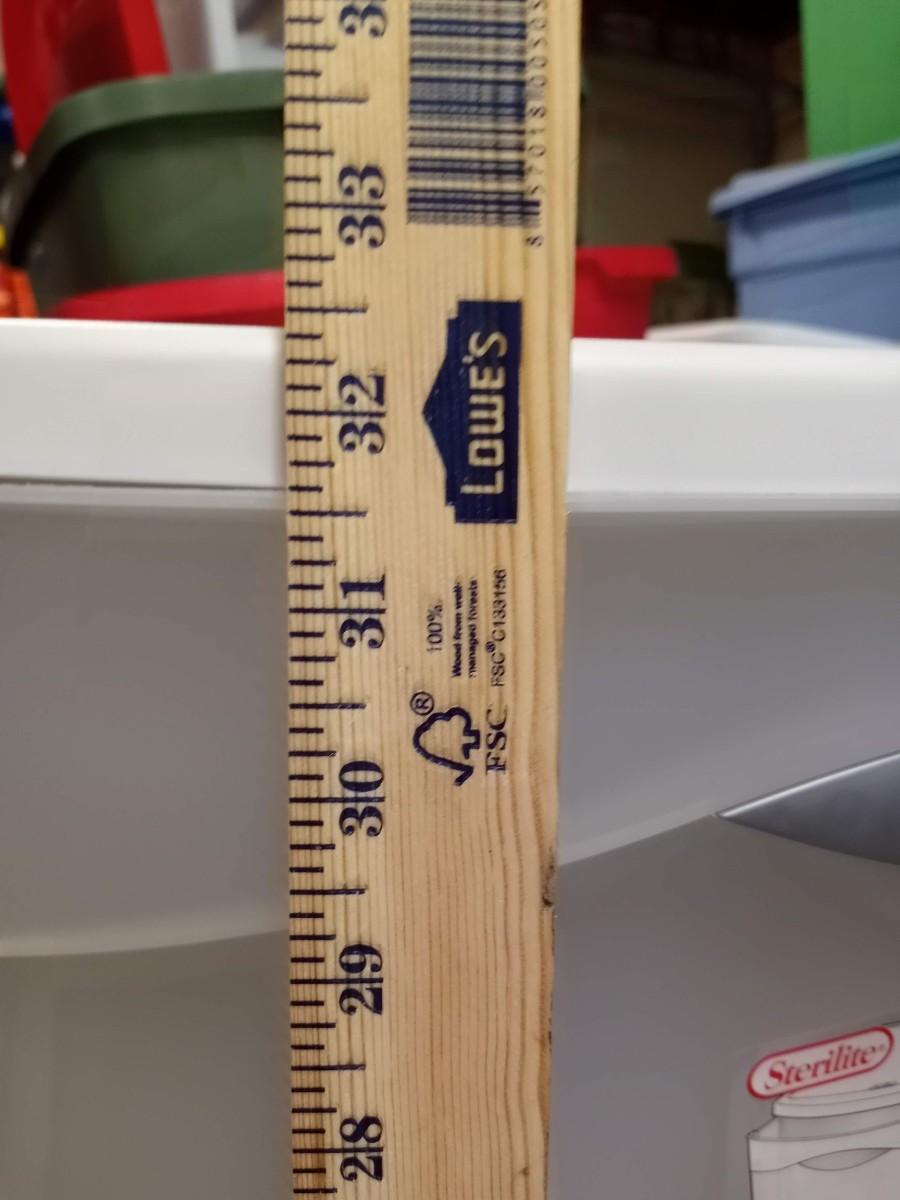 33
32
31
30
29
28
LOWE'S
100%
Wood from well-
managed forests
FSC® C133156
®
FSC
Sterilite®